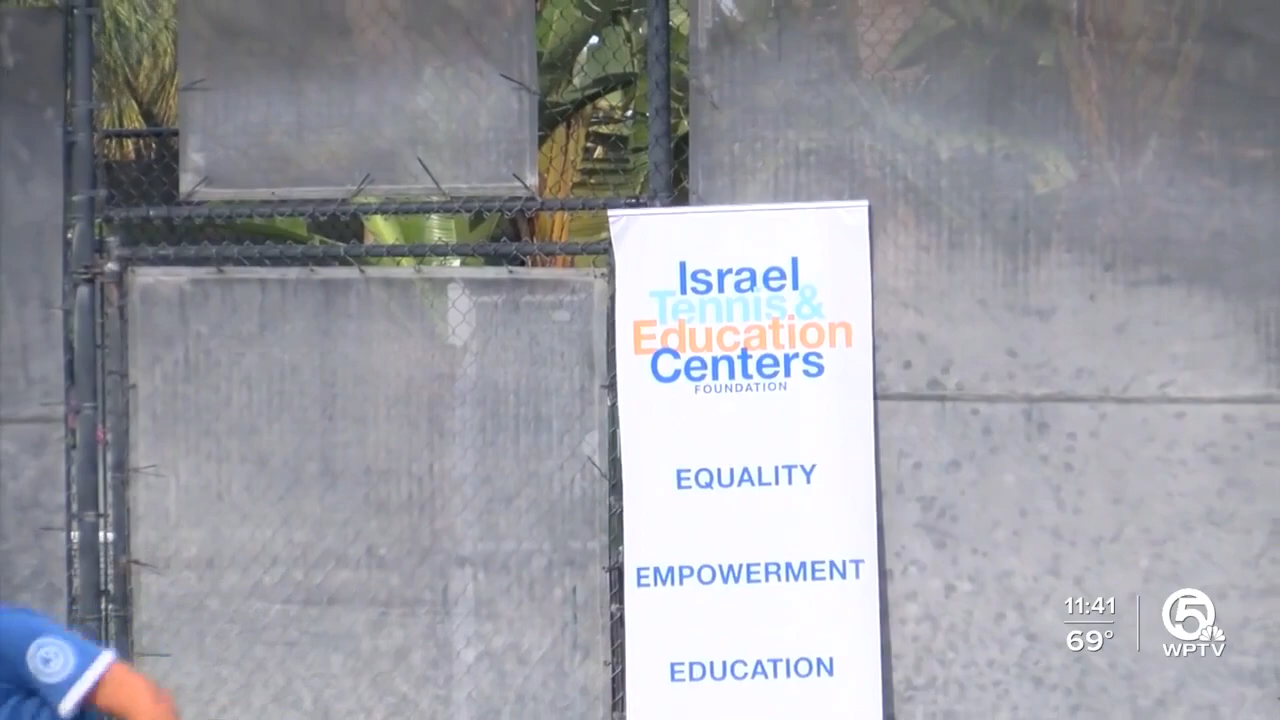 Israel
Tennis &
Education
Centers
FOUNDATION
EQUALITY
EMPOWERMENT
EDUCATION
11:41
69°
5
WPTV